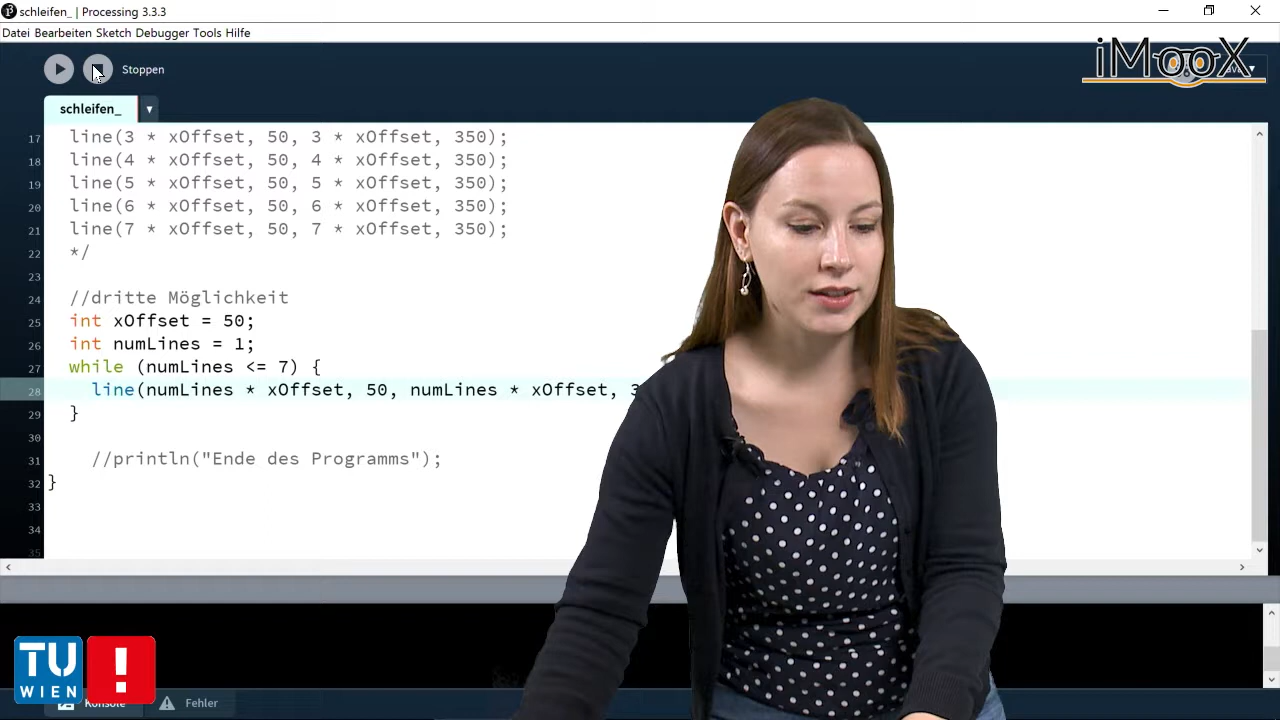 schleifen_ | Processing 3.3.3
Datei Bearbeiten Sketch Debugger Tools Hilfe
Stoppen
iMooX
schleifen_
17 line(3 * xOffset, 50, 3 * xOffset, 350);
18 line(4 * xOffset, 50, 4 * xOffset, 350);
19 line(5 * xOffset, 50, 5 * xOffset, 350);
20 line(6 * xOffset, 50, 6 * xOffset, 350);
21 line(7 * xOffset, 50, 7 * xOffset, 350);
22 */
23
24 //dritte Möglichkeit
25 int xOffset = 50;
26 int numLines = 1;
27 while (numLines <= 7) {
28 line(numLines * xOffset, 50, numLines * xOffset,
29 }
30
31 //println("Ende des Programms");
32 }
33
34
35
TU
WIEN
!
Konsole
Fehler